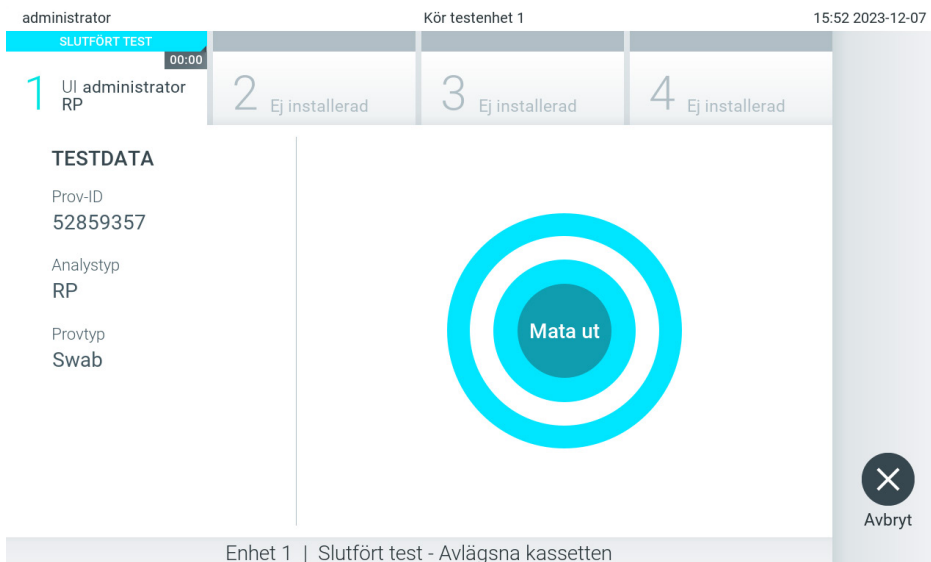 administrator
Kör testenhet 1
15:52 2023-12-07
SLUTFÖRT TEST
00:00
1
UI administrator
RP
2 Ej installerad
3 Ej installerad
4 Ej installerad
TESTDATA
Prov-ID
52859357
Analystyp
RP
Provtyp
Swab
Mata ut
Avbryt
Enhet 1 | Slutfört test - Avlägsna kassetten